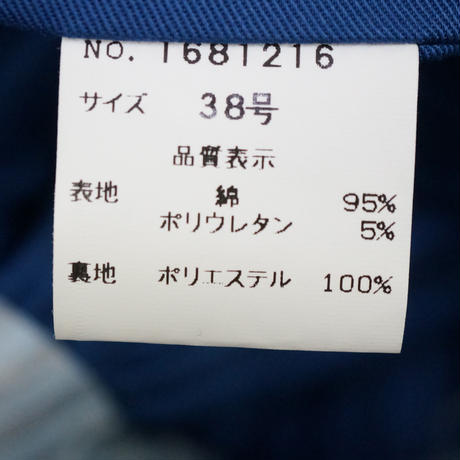 NO. 1681216
サイズ 38号
品質表示
表地 綿 95%
ポリウレタン 5%
裏地 ポリエステル 100%